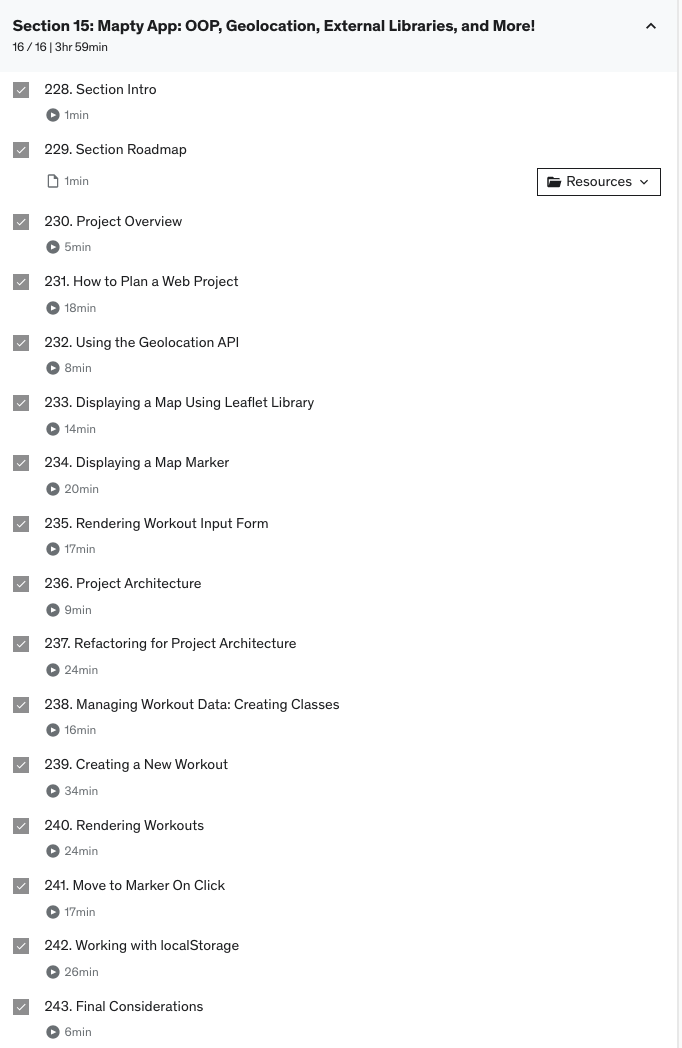 Section 15: Mapty App: OOP, Geolocation, External Libraries, and More!
16 / 16 | 3hr 59min
228. Section Intro
1min
229. Section Roadmap
1min
Resources
230. Project Overview
5min
231. How to Plan a Web Project
18min
232. Using the Geolocation API
8min
233. Displaying a Map Using Leaflet Library
14min
234. Displaying a Map Marker
20min
235. Rendering Workout Input Form
17min
236. Project Architecture
9min
237. Refactoring for Project Architecture
24min
238. Managing Workout Data: Creating Classes
16min
239. Creating a New Workout
34min
240. Rendering Workouts
24min
241. Move to Marker On Click
17min
242. Working with localStorage
26min
243. Final Considerations
6min